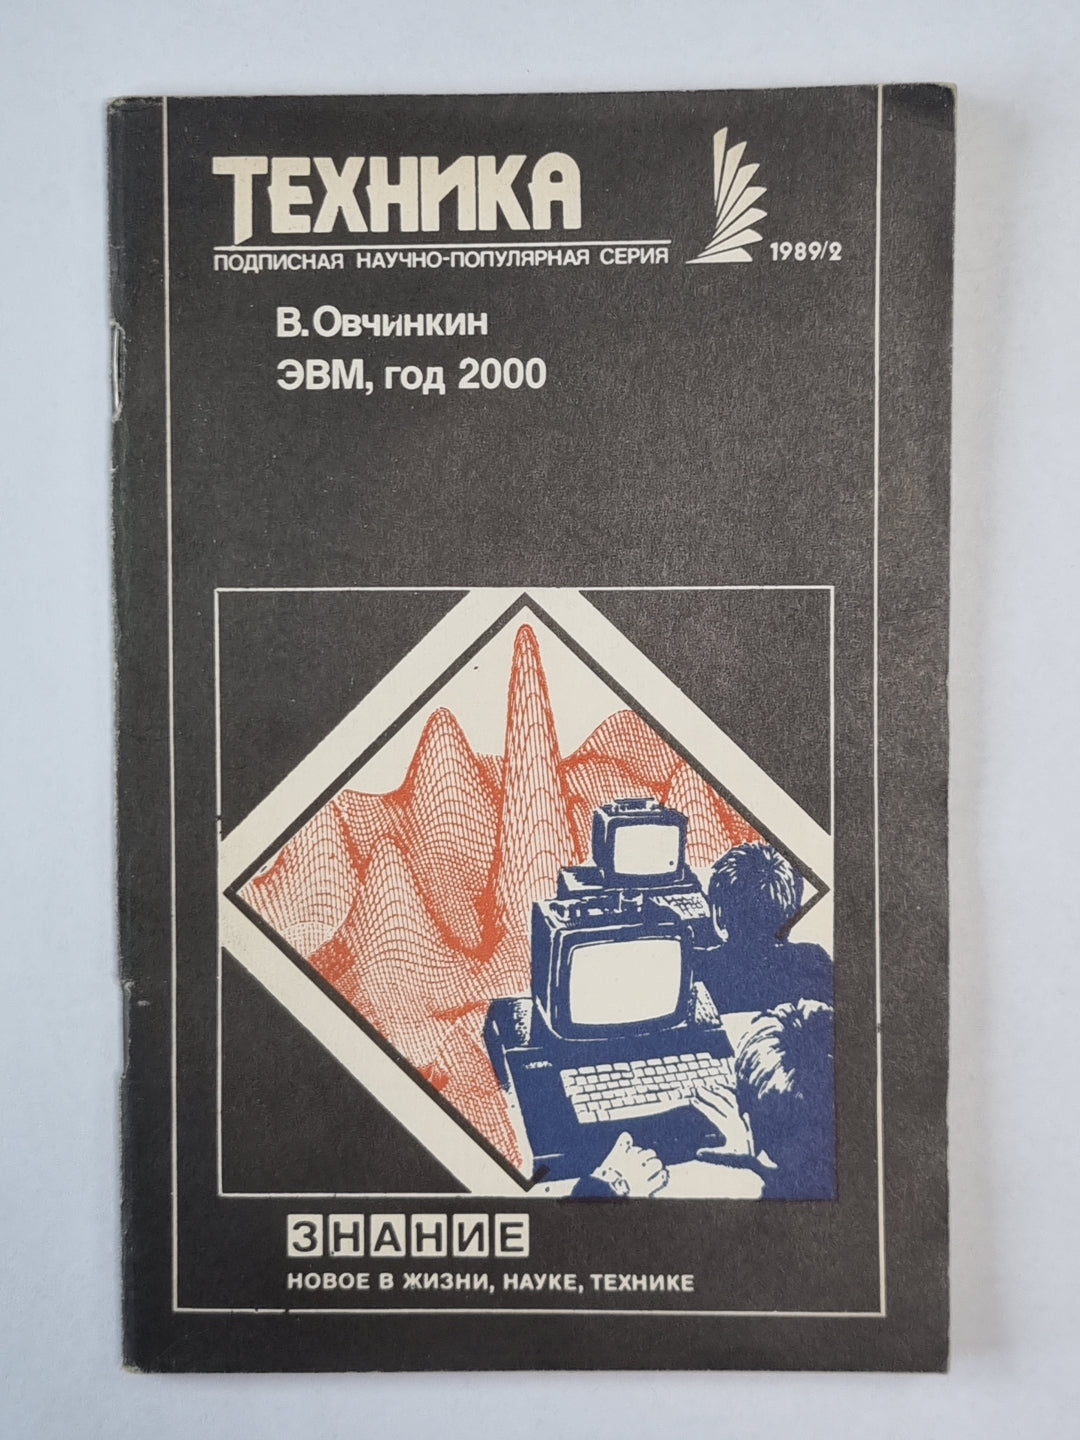 ТЕХНИКА
ПОДПИСНАЯ НАУЧНО-ПОПУЛЯРНАЯ СЕРИЯ
1989/2
В. Овчинкин
ЭВМ, год 2000
ЗНАНИЕ
НОВОЕ В ЖИЗНИ, НАУКЕ, ТЕХНИКЕ